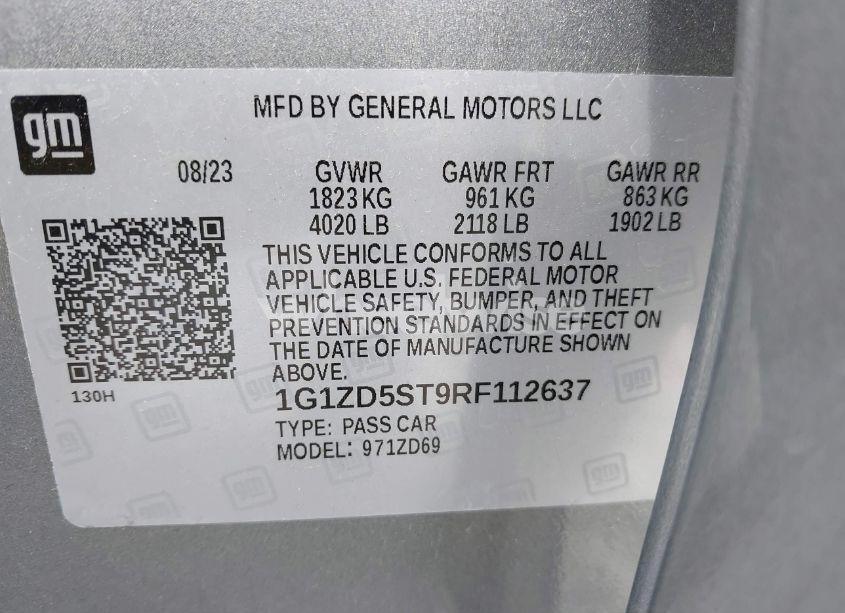 gm
MFD BY GENERAL MOTORS LLC
08/23 GVWR GAWR FRT GAWR RR
1823 KG 961 KG 863 KG
4020 LB 2118 LB 1902 LB
THIS VEHICLE CONFORMS TO ALL
APPLICABLE U.S. FEDERAL MOTOR
VEHICLE SAFETY, BUMPER, AND THEFT
PREVENTION STANDARDS IN EFFECT ON
THE DATE OF MANUFACTURE SHOWN
ABOVE.
130H
1G1ZD5ST9RF112637
TYPE: PASS CAR
MODEL: 971ZD69